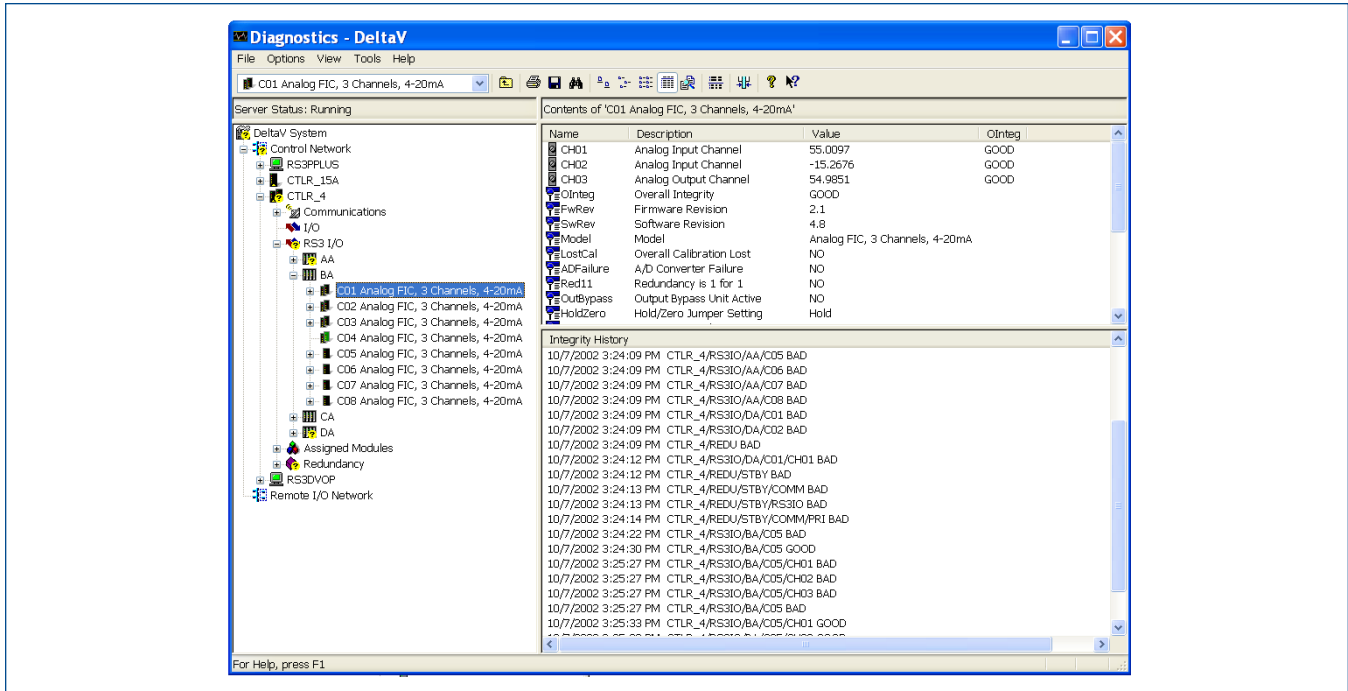 Diagnostics - DeltaV
File Options View Tools Help
C01 Analog FIC, 3 Channels, 4-20mA
Server Status: Running
Contents of 'C01 Analog FIC, 3 Channels, 4-20mA'
DeltaV System
Control Network
RS3PPLUS
CTLR_15A
CTLR_4
Communications
I/O
RS3 I/O
AA
BA
C01 Analog FIC, 3 Channels, 4-20mA
C02 Analog FIC, 3 Channels, 4-20mA
C03 Analog FIC, 3 Channels, 4-20mA
C04 Analog FIC, 3 Channels, 4-20mA
C05 Analog FIC, 3 Channels, 4-20mA
C06 Analog FIC, 3 Channels, 4-20mA
C07 Analog FIC, 3 Channels, 4-20mA
C08 Analog FIC, 3 Channels, 4-20mA
CA
DA
Assigned Modules
Redundancy
RS3DVOP
Remote I/O Network
Name Description Value OInteg
CH01 Analog Input Channel 55.0097 GOOD
CH02 Analog Input Channel -15.2676 GOOD
CH03 Analog Output Channel 54.9851 GOOD
OInteg Overall Integrity GOOD
FwRev Firmware Revision 2.1
SwRev Software Revision 4.8
Model Model Analog FIC, 3 Channels, 4-20mA
LostCal Overall Calibration Lost NO
ADFailure A/D Converter Failure NO
Red11 Redundancy is 1 for 1 NO
OutBypass Output Bypass Unit Active NO
HoldZero Hold/Zero Jumper Setting Hold
Integrity History
10/7/2002 3:24:09 PM CTLR_4/RS3IO/AA/C05 BAD
10/7/2002 3:24:09 PM CTLR_4/RS3IO/AA/C06 BAD
10/7/2002 3:24:09 PM CTLR_4/RS3IO/AA/C07 BAD
10/7/2002 3:24:09 PM CTLR_4/RS3IO/AA/C08 BAD
10/7/2002 3:24:09 PM CTLR_4/RS3IO/DA/C01 BAD
10/7/2002 3:24:09 PM CTLR_4/RS3IO/DA/C02 BAD
10/7/2002 3:24:09 PM CTLR_4/REDU BAD
10/7/2002 3:24:12 PM CTLR_4/RS3IO/DA/C01/CH01 BAD
10/7/2002 3:24:12 PM CTLR_4/REDU/STBY BAD
10/7/2002 3:24:13 PM CTLR_4/REDU/STBY/COMM BAD
10/7/2002 3:24:13 PM CTLR_4/REDU/STBY/RS3IO BAD
10/7/2002 3:24:14 PM CTLR_4/REDU/STBY/COMM/PRI BAD
10/7/2002 3:24:22 PM CTLR_4/RS3IO/BA/C05 BAD
10/7/2002 3:24:30 PM CTLR_4/RS3IO/BA/C05 GOOD
10/7/2002 3:25:27 PM CTLR_4/RS3IO/BA/C05/CH01 BAD
10/7/2002 3:25:27 PM CTLR_4/RS3IO/BA/C05/CH02 BAD
10/7/2002 3:25:27 PM CTLR_4/RS3IO/BA/C05/CH03 BAD
10/7/2002 3:25:27 PM CTLR_4/RS3IO/BA/C05 BAD
10/7/2002 3:25:33 PM CTLR_4/RS3IO/BA/C05/CH01 GOOD
For Help, press F1